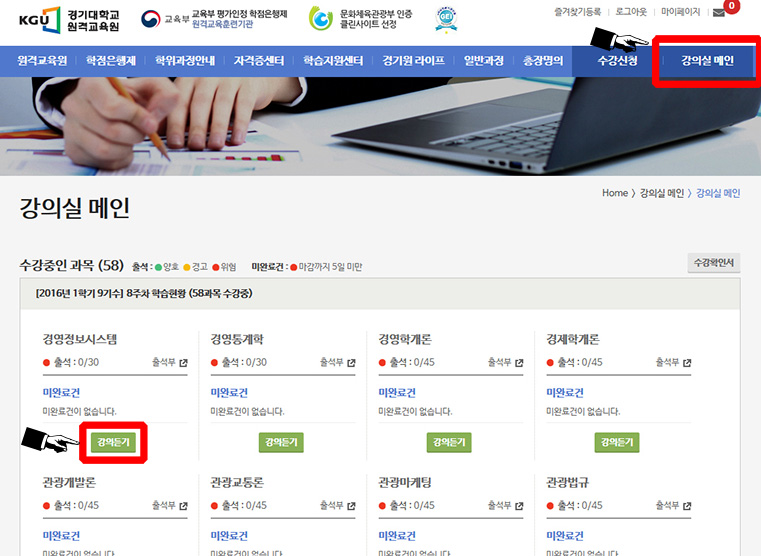 즐겨찾기등록 | 로그아웃 | 마이페이지 | 0
KGU 경기대학교 원격교육원
교육부 교육부 평가인정 학점은행제 원격교육훈련기관
문화체육관광부 인증 클린사이트 선정
GET
원격교육원 학점은행제 학위과정안내 자격증센터 학습지원센터 경기원 라이프 일반과정 총장명의 수강신청 강의실 메인
Home > 강의실 메인 > 강의실 메인
강의실 메인
수강중인 과목 (58) 출석 : 양호 경고 위험 미완료건 : 마감까지 5일 미만 수강확인서
[2016년 1학기 9기수] 8주차 학습현황 (58과목 수강중)
경영정보시스템 경영통계학 경영학개론 경제학개론
출석 : 0/30 출석부 출석 : 0/30 출석부 출석 : 0/45 출석부 출석 : 0/45 출석부
미완료건 미완료건 미완료건 미완료건
미완료건이 없습니다. 미완료건이 없습니다. 미완료건이 없습니다. 미완료건이 없습니다.
강의듣기 강의듣기 강의듣기 강의듣기
관광개발론 관광교통론 관광마케팅 관광법규
출석 : 0/45 출석부 출석 : 0/45 출석부 출석 : 0/45 출석부 출석 : 0/45 출석부
미완료건 미완료건 미완료건 미완료건
미완료건이 없습니다. 미완료건이 없습니다. 미완료건이 없습니다. 미완료건이 없습니다.